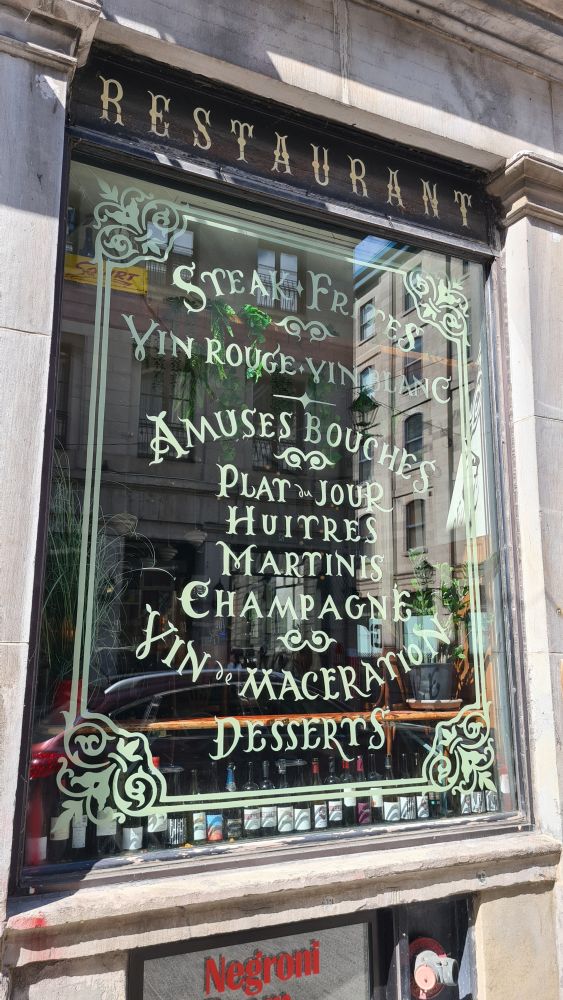 RESTAURANT
STEAK·FRITES
VIN ROUGE·VIN BLANC
AMUSES BOUCHES
PLAT du JOUR
HUITRES
MARTINIS
CHAMPAGNE
VIN de MACERATION
DESSERTS
Negroni